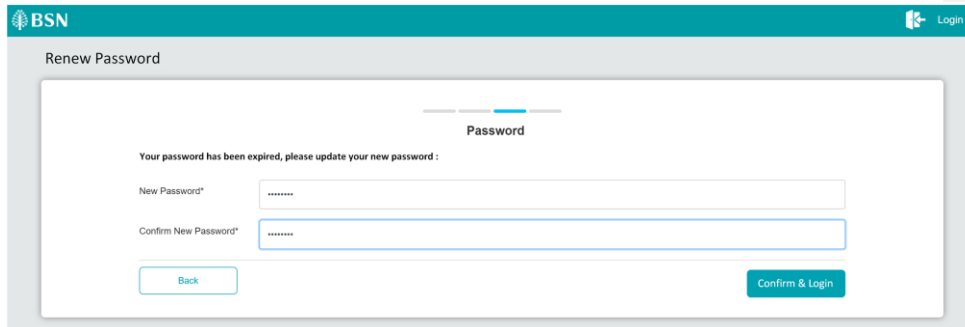 BSN
Login
Renew Password
Password
Your password has been expired, please update your new password :
New Password*
........
Confirm New Password*
........
Back
Confirm & Login